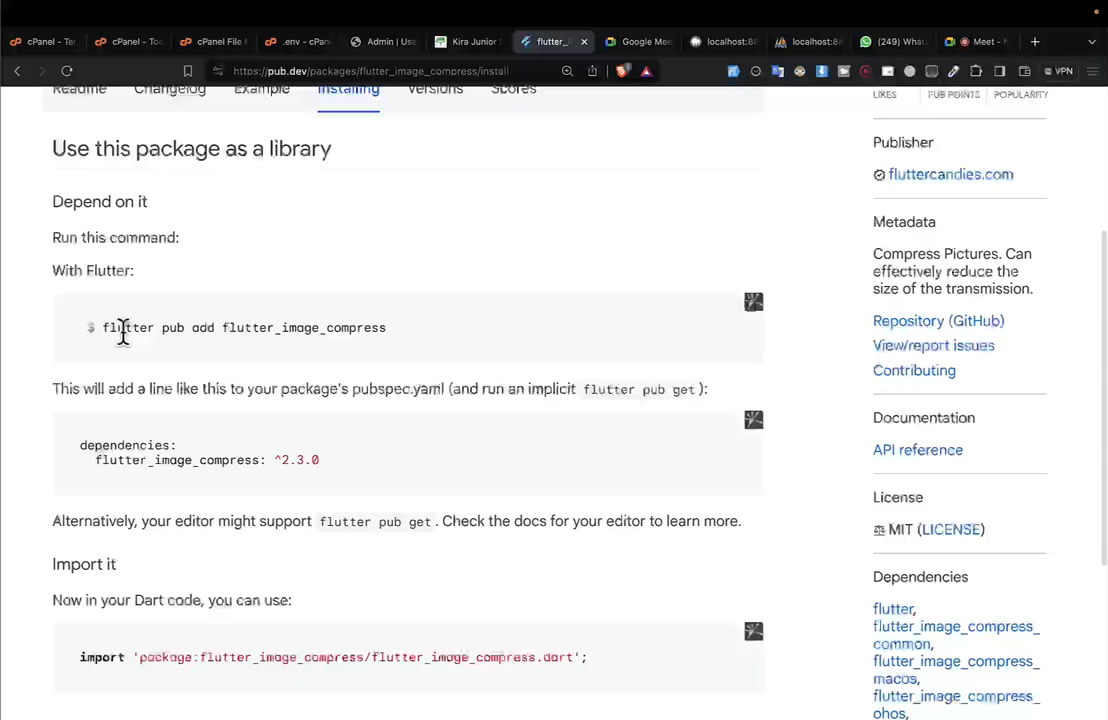 cPanel - Te
cPanel - Too
cPanel File
.env - cPan
Admin | Use
Kira Junior
flutter_i
Google Mee
localhost:88
localhost:88
(249) What
Meet - h
https://pub.dev/packages/flutter_image_compress/install
VPN
Readme
Changelog
Example
Installing
Versions
Scores
LIKES
PUB POINTS
POPULARITY
Use this package as a library
Depend on it
Run this command:
With Flutter:
$ flutter pub add flutter_image_compress
This will add a line like this to your package's pubspec.yaml (and run an implicit flutter pub get):
dependencies:
flutter_image_compress: ^2.3.0
Alternatively, your editor might support flutter pub get. Check the docs for your editor to learn more.
Import it
Now in your Dart code, you can use:
import 'package:flutter_image_compress/flutter_image_compress.dart';
Publisher
fluttercandies.com
Metadata
Compress Pictures. Can
effectively reduce the
size of the transmission.
Repository (GitHub)
View/report issues
Contributing
Documentation
API reference
License
MIT (LICENSE)
Dependencies
flutter,
flutter_image_compress_
common,
flutter_image_compress_
macos,
flutter_image_compress_
ohos,